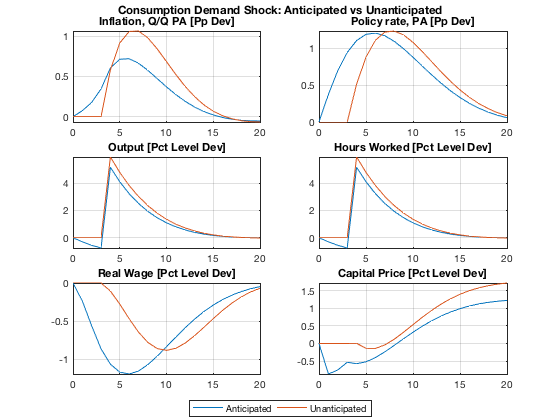 Consumption Demand Shock: Anticipated vs Unanticipated
Inflation, Q/Q PA [Pp Dev]
1
0.5
0
0 5 10 15 20
Policy rate, PA [Pp Dev]
1
0.5
0
0 5 10 15 20
Output [Pct Level Dev]
4
2
0
0 5 10 15 20
Hours Worked [Pct Level Dev]
4
2
0
0 5 10 15 20
Real Wage [Pct Level Dev]
0
-0.5
-1
0 5 10 15 20
Capital Price [Pct Level Dev]
1.5
1
0.5
0
-0.5
0 5 10 15 20
Anticipated Unanticipated